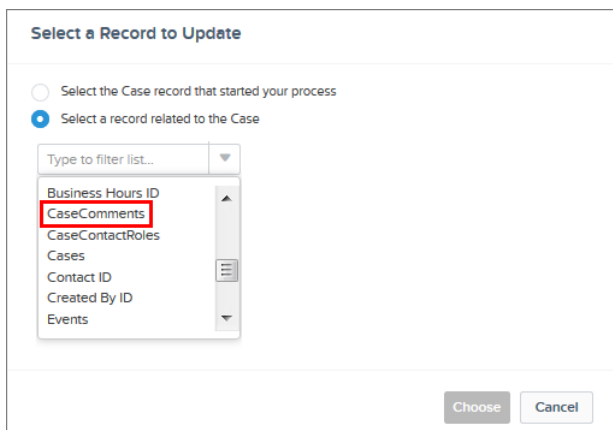 Select a Record to Update
Select the Case record that started your process
Select a record related to the Case
Type to filter list...
Business Hours ID
CaseComments
CaseContactRoles
Cases
Contact ID
Created By ID
Events
Choose
Cancel